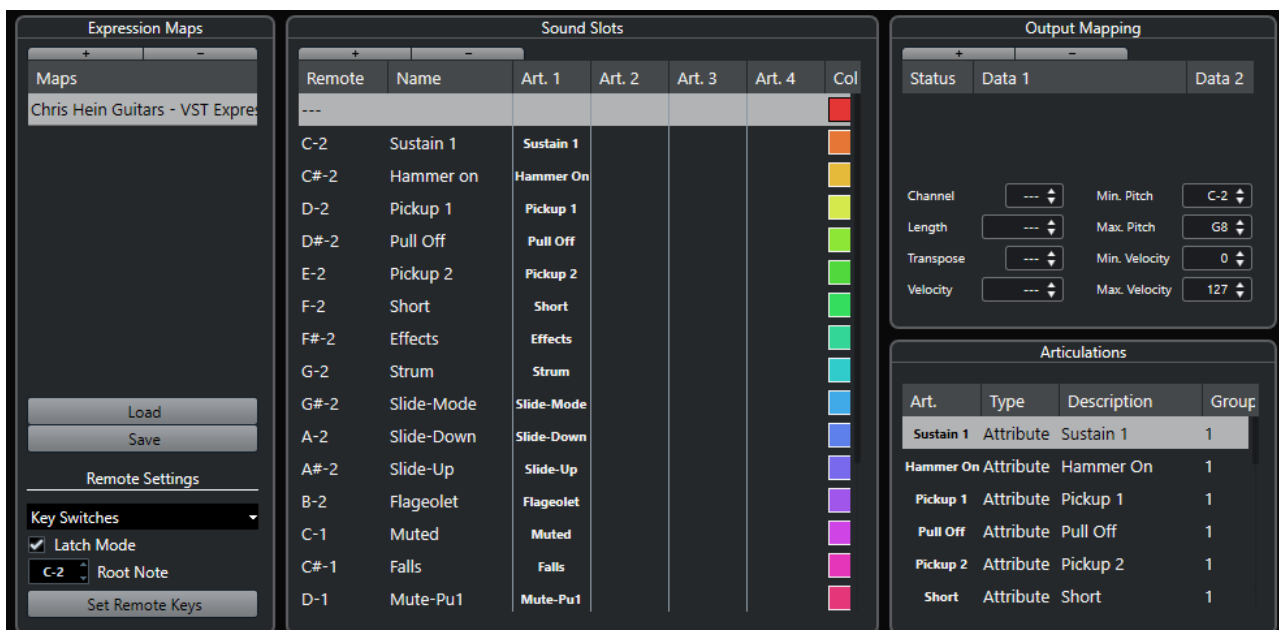 Expression Maps
+ -
Maps
Chris Hein Guitars - VST Expres
Load
Save
Remote Settings
Key Switches
Latch Mode
C-2 Root Note
Set Remote Keys
Sound Slots
+ -
Remote Name Art. 1 Art. 2 Art. 3 Art. 4 Col
---
C-2 Sustain 1 Sustain 1
C#-2 Hammer on Hammer On
D-2 Pickup 1 Pickup 1
D#-2 Pull Off Pull Off
E-2 Pickup 2 Pickup 2
F-2 Short Short
F#-2 Effects Effects
G-2 Strum Strum
G#-2 Slide-Mode Slide-Mode
A-2 Slide-Down Slide-Down
A#-2 Slide-Up Slide-Up
B-2 Flageolet Flageolet
C-1 Muted Muted
C#-1 Falls Falls
D-1 Mute-Pu1 Mute-Pu1
Output Mapping
+ -
Status Data 1 Data 2
Channel --- Min. Pitch C-2
Length --- Max. Pitch G8
Transpose --- Min. Velocity 0
Velocity --- Max. Velocity 127
Articulations
Art. Type Description Group
Sustain 1 Attribute Sustain 1 1
Hammer On Attribute Hammer On 1
Pickup 1 Attribute Pickup 1 1
Pull Off Attribute Pull Off 1
Pickup 2 Attribute Pickup 2 1
Short Attribute Short 1